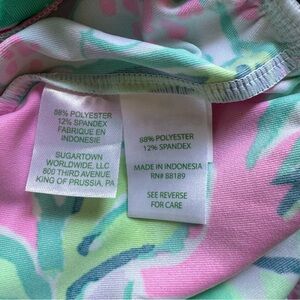 88% POLYESTER
12% SPANDEX
FABRIQUE EN
INDONESIE
SUGARTOWN
WORLDWIDE, LLC
800 THIRD AVENUE,
KING OF PRUSSIA, PA
88% POLYESTER
12% SPANDEX
MADE IN INDONESIA
RN# 88189
SEE REVERSE
FOR CARE